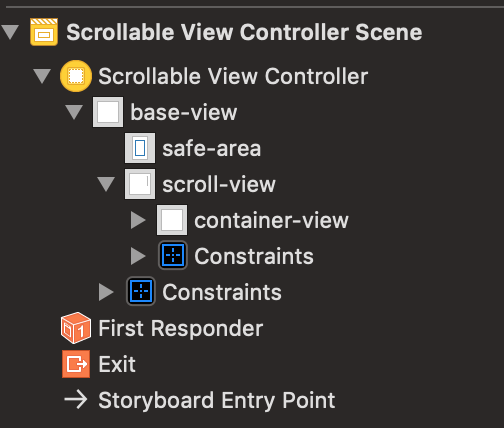 Scrollable View Controller Scene
Scrollable View Controller
base-view
safe-area
scroll-view
container-view
Constraints
Constraints
First Responder
Exit
Storyboard Entry Point